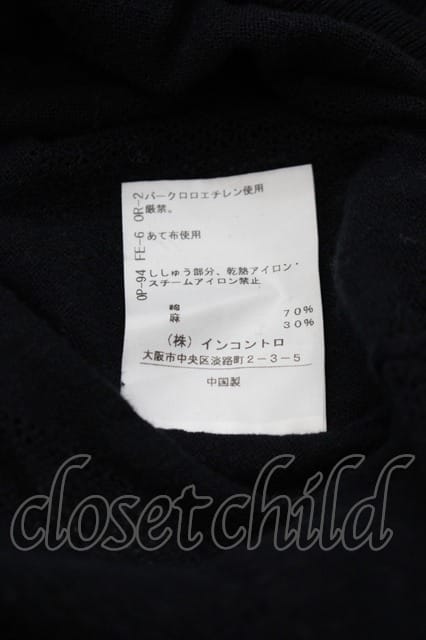 OP-94 FE-6 OR-2
パークロロエチレン使用
厳禁。
あて布使用
ししゅう部分、乾熱アイロン・
スチームアイロン禁止
綿 70%
麻 30%
(株)インコントロ
大阪市中央区淡路町2-3-5
中国製
closetchild